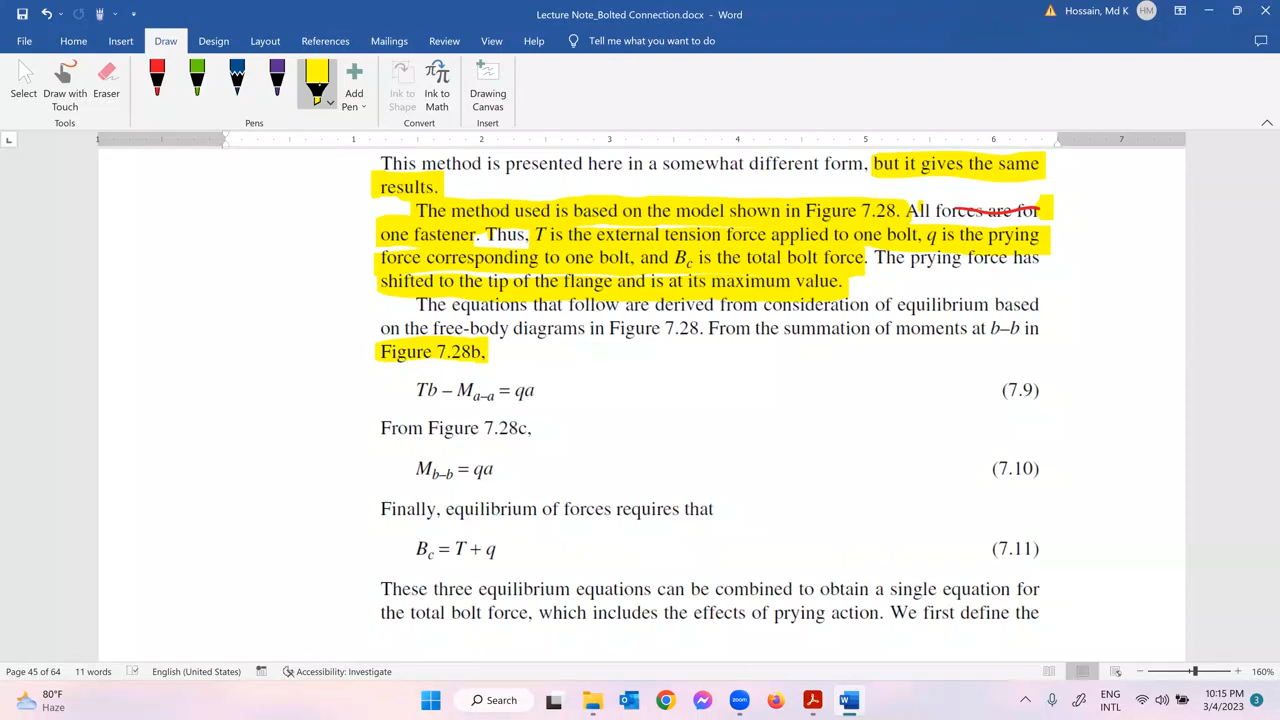 Lecture Note_Bolted Connection.docx - Word
Hossain, Md K
HM
File Home Insert Draw Design Layout References Mailings Review View Help Tell me what you want to do
Select
Draw with Touch
Eraser
Add Pen
Ink to Shape
Ink to Math
Drawing Canvas
Tools Pens Convert Insert
1 1 2 3 4 5 6 7
This method is presented here in a somewhat different form, but it gives the same
results.
The method used is based on the model shown in Figure 7.28. All forces are for
one fastener. Thus, T is the external tension force applied to one bolt, q is the prying
force corresponding to one bolt, and Bc is the total bolt force. The prying force has
shifted to the tip of the flange and is at its maximum value.
The equations that follow are derived from consideration of equilibrium based
on the free-body diagrams in Figure 7.28. From the summation of moments at b–b in
Figure 7.28b,
Tb – Ma–a = qa (7.9)
From Figure 7.28c,
Mb–b = qa (7.10)
Finally, equilibrium of forces requires that
Bc = T + q (7.11)
These three equilibrium equations can be combined to obtain a single equation for
the total bolt force, which includes the effects of prying action. We first define the
Page 45 of 64 11 words English (United States) Accessibility: Investigate 160%
80°F
Haze
Search
zoom
ENG
INTL
10:15 PM
3/4/2023
3